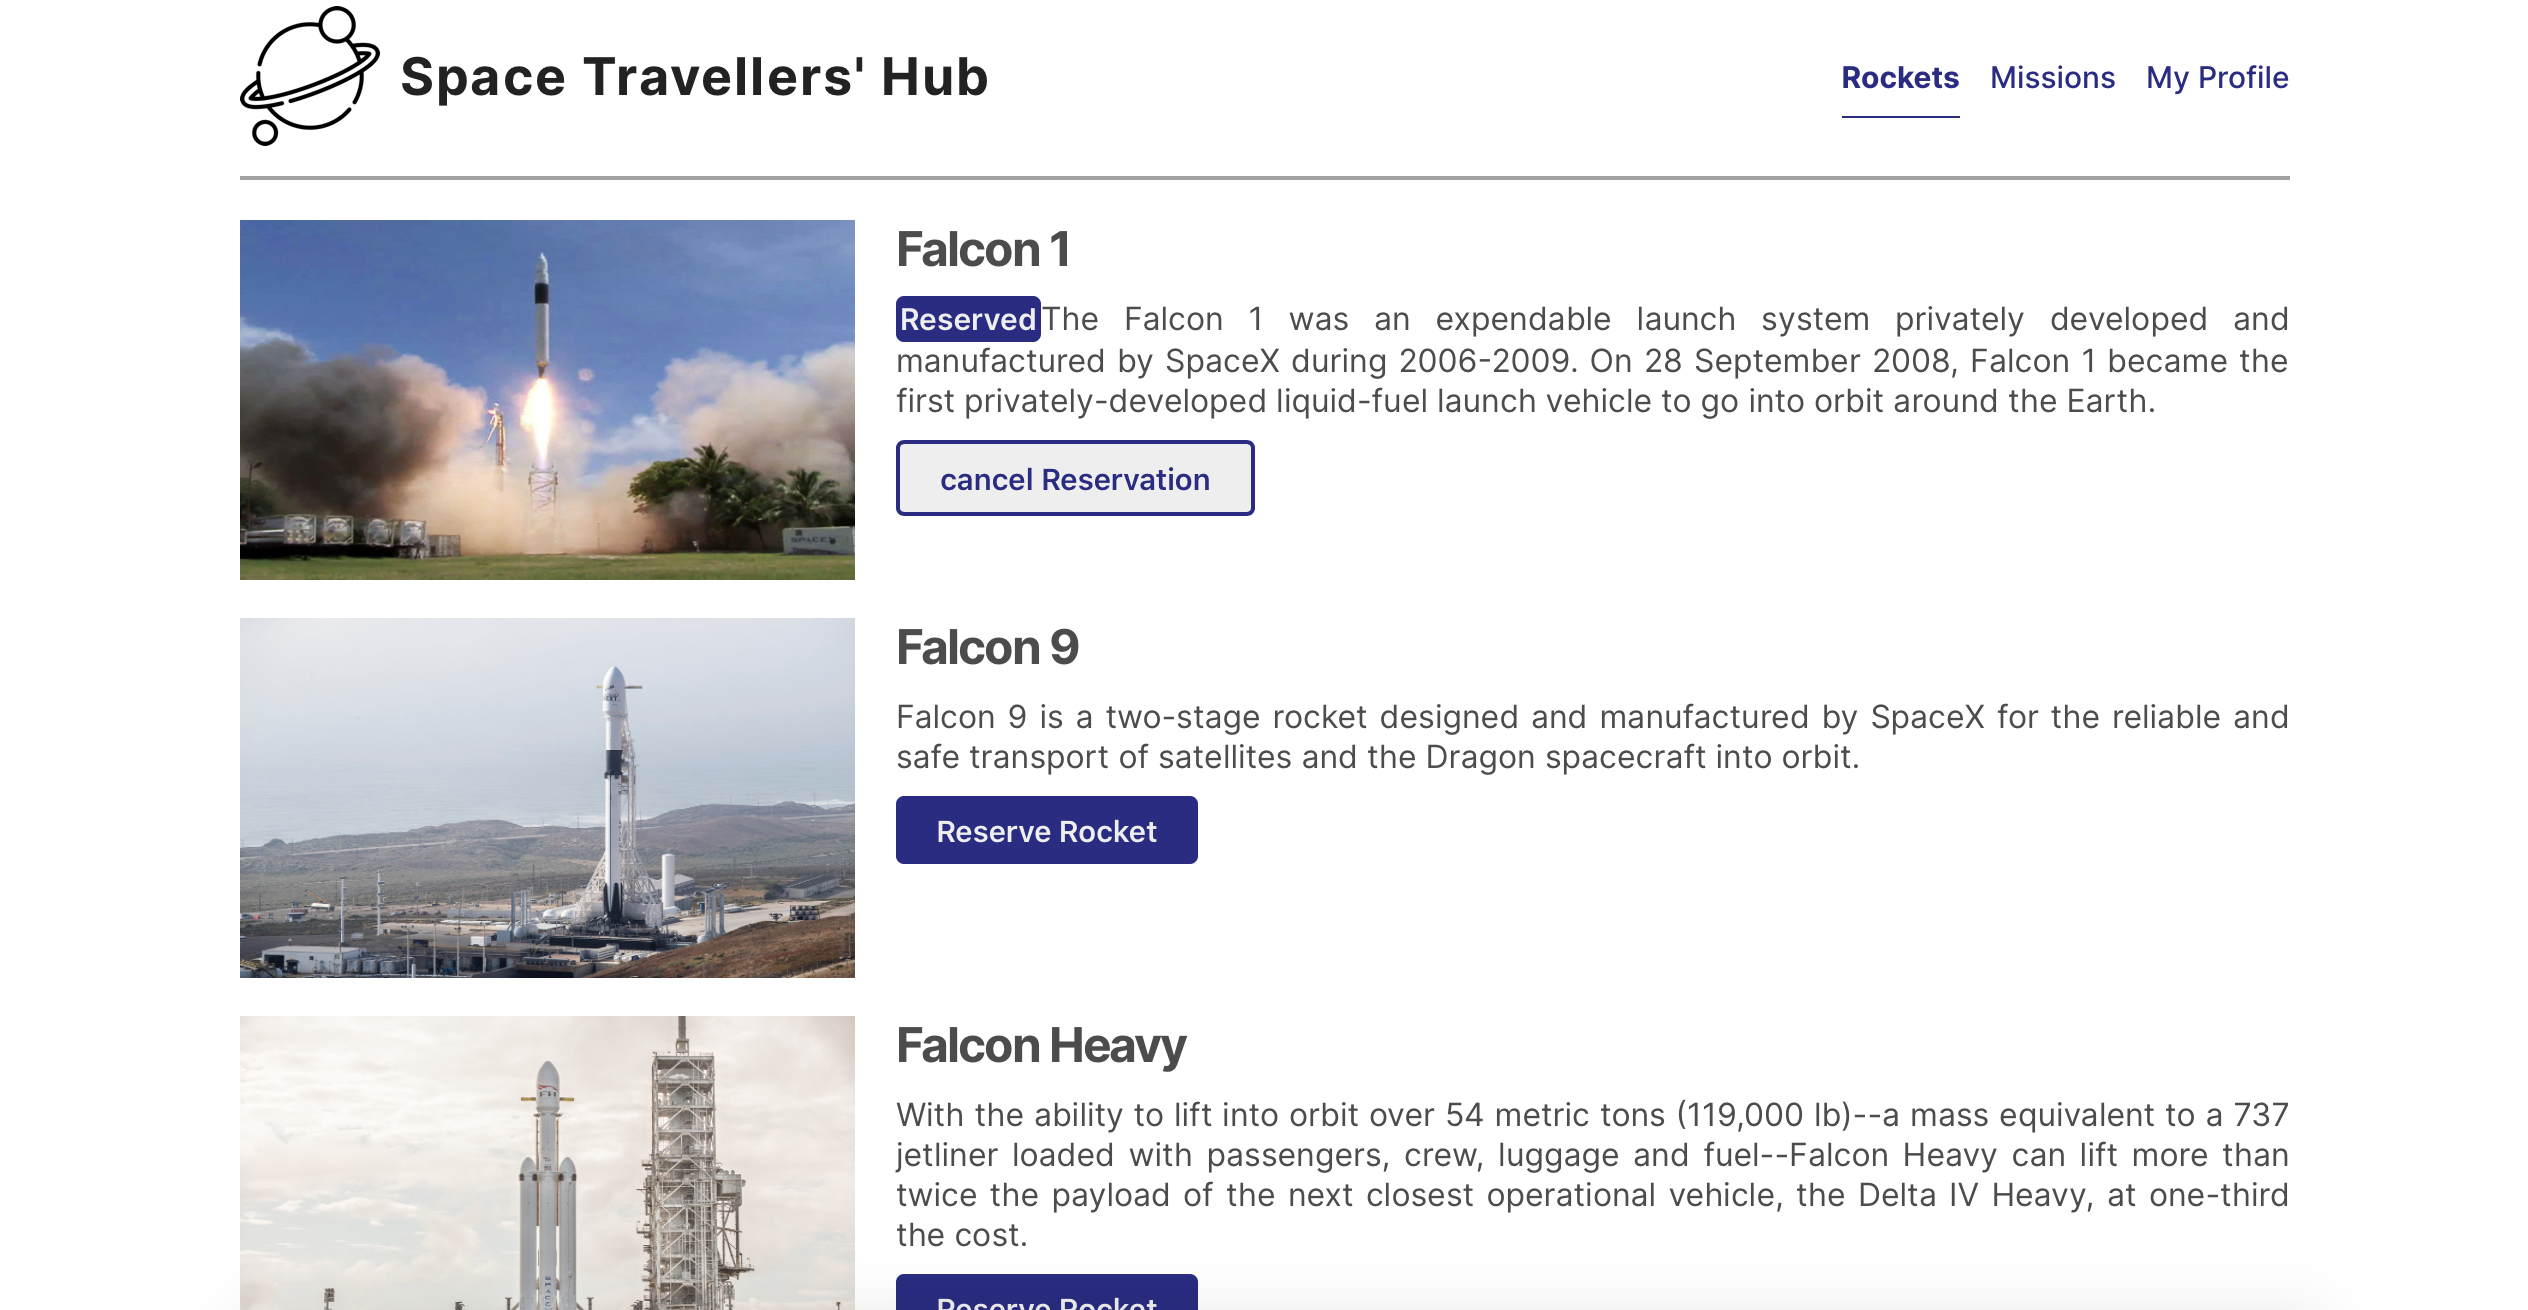 Space Travellers' Hub
Rockets Missions My Profile
Falcon 1
Reserved The Falcon 1 was an expendable launch system privately developed and
manufactured by SpaceX during 2006-2009. On 28 September 2008, Falcon 1 became the
first privately-developed liquid-fuel launch vehicle to go into orbit around the Earth.
cancel Reservation
SPACEX
Falcon 9
Falcon 9 is a two-stage rocket designed and manufactured by SpaceX for the reliable and
safe transport of satellites and the Dragon spacecraft into orbit.
Reserve Rocket
Falcon Heavy
With the ability to lift into orbit over 54 metric tons (119,000 lb)--a mass equivalent to a 737
jetliner loaded with passengers, crew, luggage and fuel--Falcon Heavy can lift more than
twice the payload of the next closest operational vehicle, the Delta IV Heavy, at one-third
the cost.
FH
Reserve Rocket